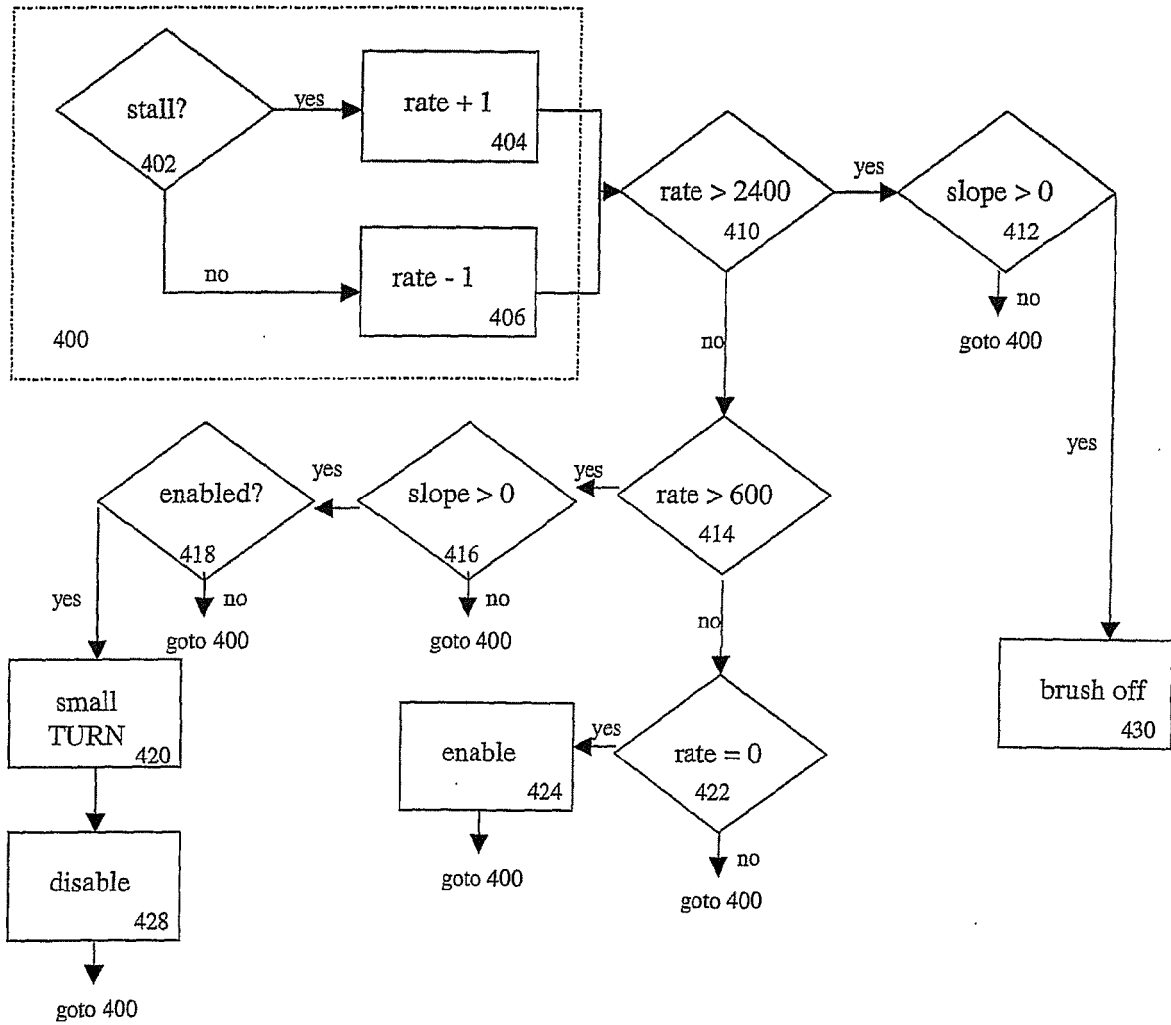 stall?
402
yes
rate + 1
404
no
rate - 1
406
400
rate > 2400
410
yes
slope > 0
412
no
goto 400
yes
brush off
430
no
rate > 600
414
yes
slope > 0
416
no
goto 400
yes
enabled?
418
no
goto 400
yes
small
TURN
420
disable
428
goto 400
no
rate = 0
422
yes
enable
424
goto 400
no
goto 400